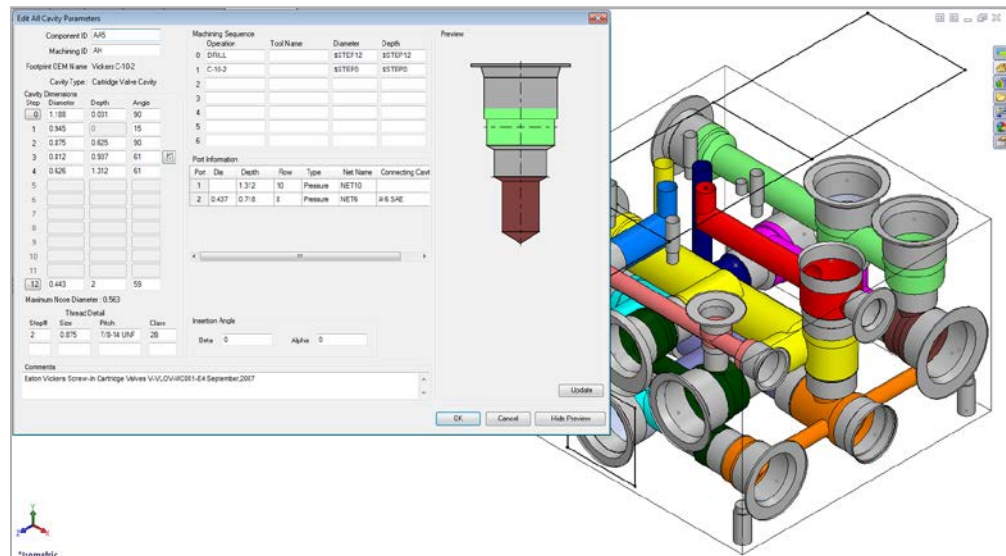 Edit All Cavity Parameters
Component ID AA5
Machining ID AH
Footprint OEM Name Vickers C-10-2
Cavity Type : Cartridge Valve Cavity
Cavity Dimensions
Step Diameter Depth Angle
0 1.188 0.031 90
1 0.945 0 15
2 0.875 0.625 90
3 0.812 0.937 61
4 0.626 1.312 61
5
6
7
8
9
10
11
12 0.443 2 59
Maximum Nose Diameter : 0.563
Thread Detail
Step# Size Pitch Class
2 0.875 7/8-14 UNF 2B
Machining Sequence
Operation Tool Name Diameter Depth
0 DRILL $STEP12 $STEP12
1 C-10-2 $STEP0 $STEP0
2
3
4
5
6
Port Information
Port Dia Depth Row Type Net Name Connecting Cavit
1 1.312 10 Pressure NET10
2 0.437 0.718 8 Pressure NET6 #6 SAE
Insertion Angle
Beta 0 Alpha 0
Preview
Comments
Eaton Vickers Screw-in Cartridge Valves September,2007
Update
OK Cancel Hide Preview
Y
X
Z
*Isometric